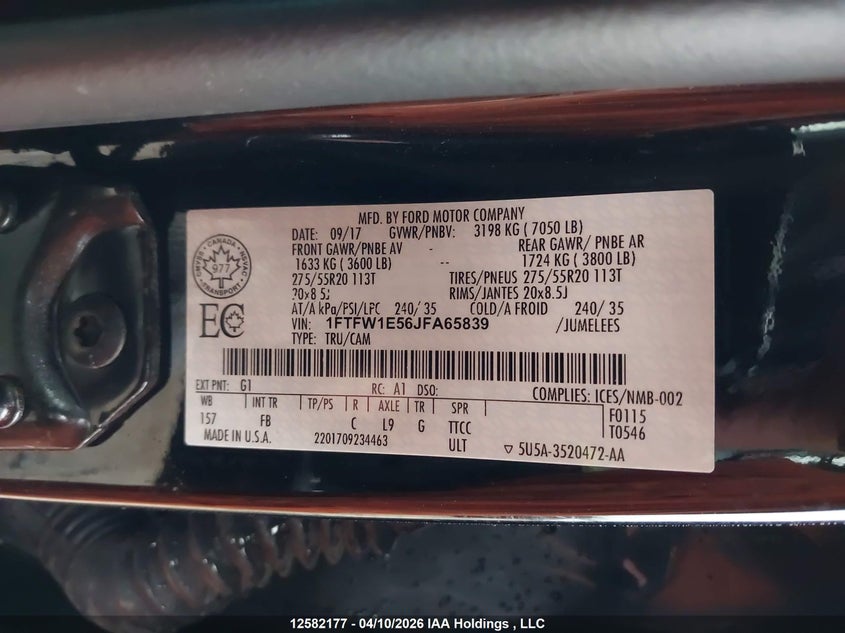 MFD. BY FORD MOTOR COMPANY
DATE: 09/17 GVWR/PNBV: 3198 KG ( 7050 LB)
FRONT GAWR/PNBE AV - REAR GAWR/ PNBE AR
1633 KG ( 3600 LB) -- 1724 KG ( 3800 LB)
275/55R20 113T TIRES/PNEUS 275/55R20 113T
20x8.5J RIMS/JANTES 20x8.5J
AT/A kPa/PSI/LPC 240/ 35 COLD/A FROID 240/ 35
VIN: 1FTFW1E56JFA65839 /JUMELEES
TYPE: TRU/CAM
CANADA
CMVSS NSVAC
977
TRANSPORT
EC
EXT PNT: G1 RC: A1 DSO: COMPLIES: ICES/NMB-002
WB INT TR TP/PS R AXLE TR SPR F0115
157 FB C L9 G TTCC T0546
MADE IN U.S.A. 2201709234463 ULT ▽ 5U5A-3520472-AA
12582177 - 04/10/2026 IAA Holdings , LLC